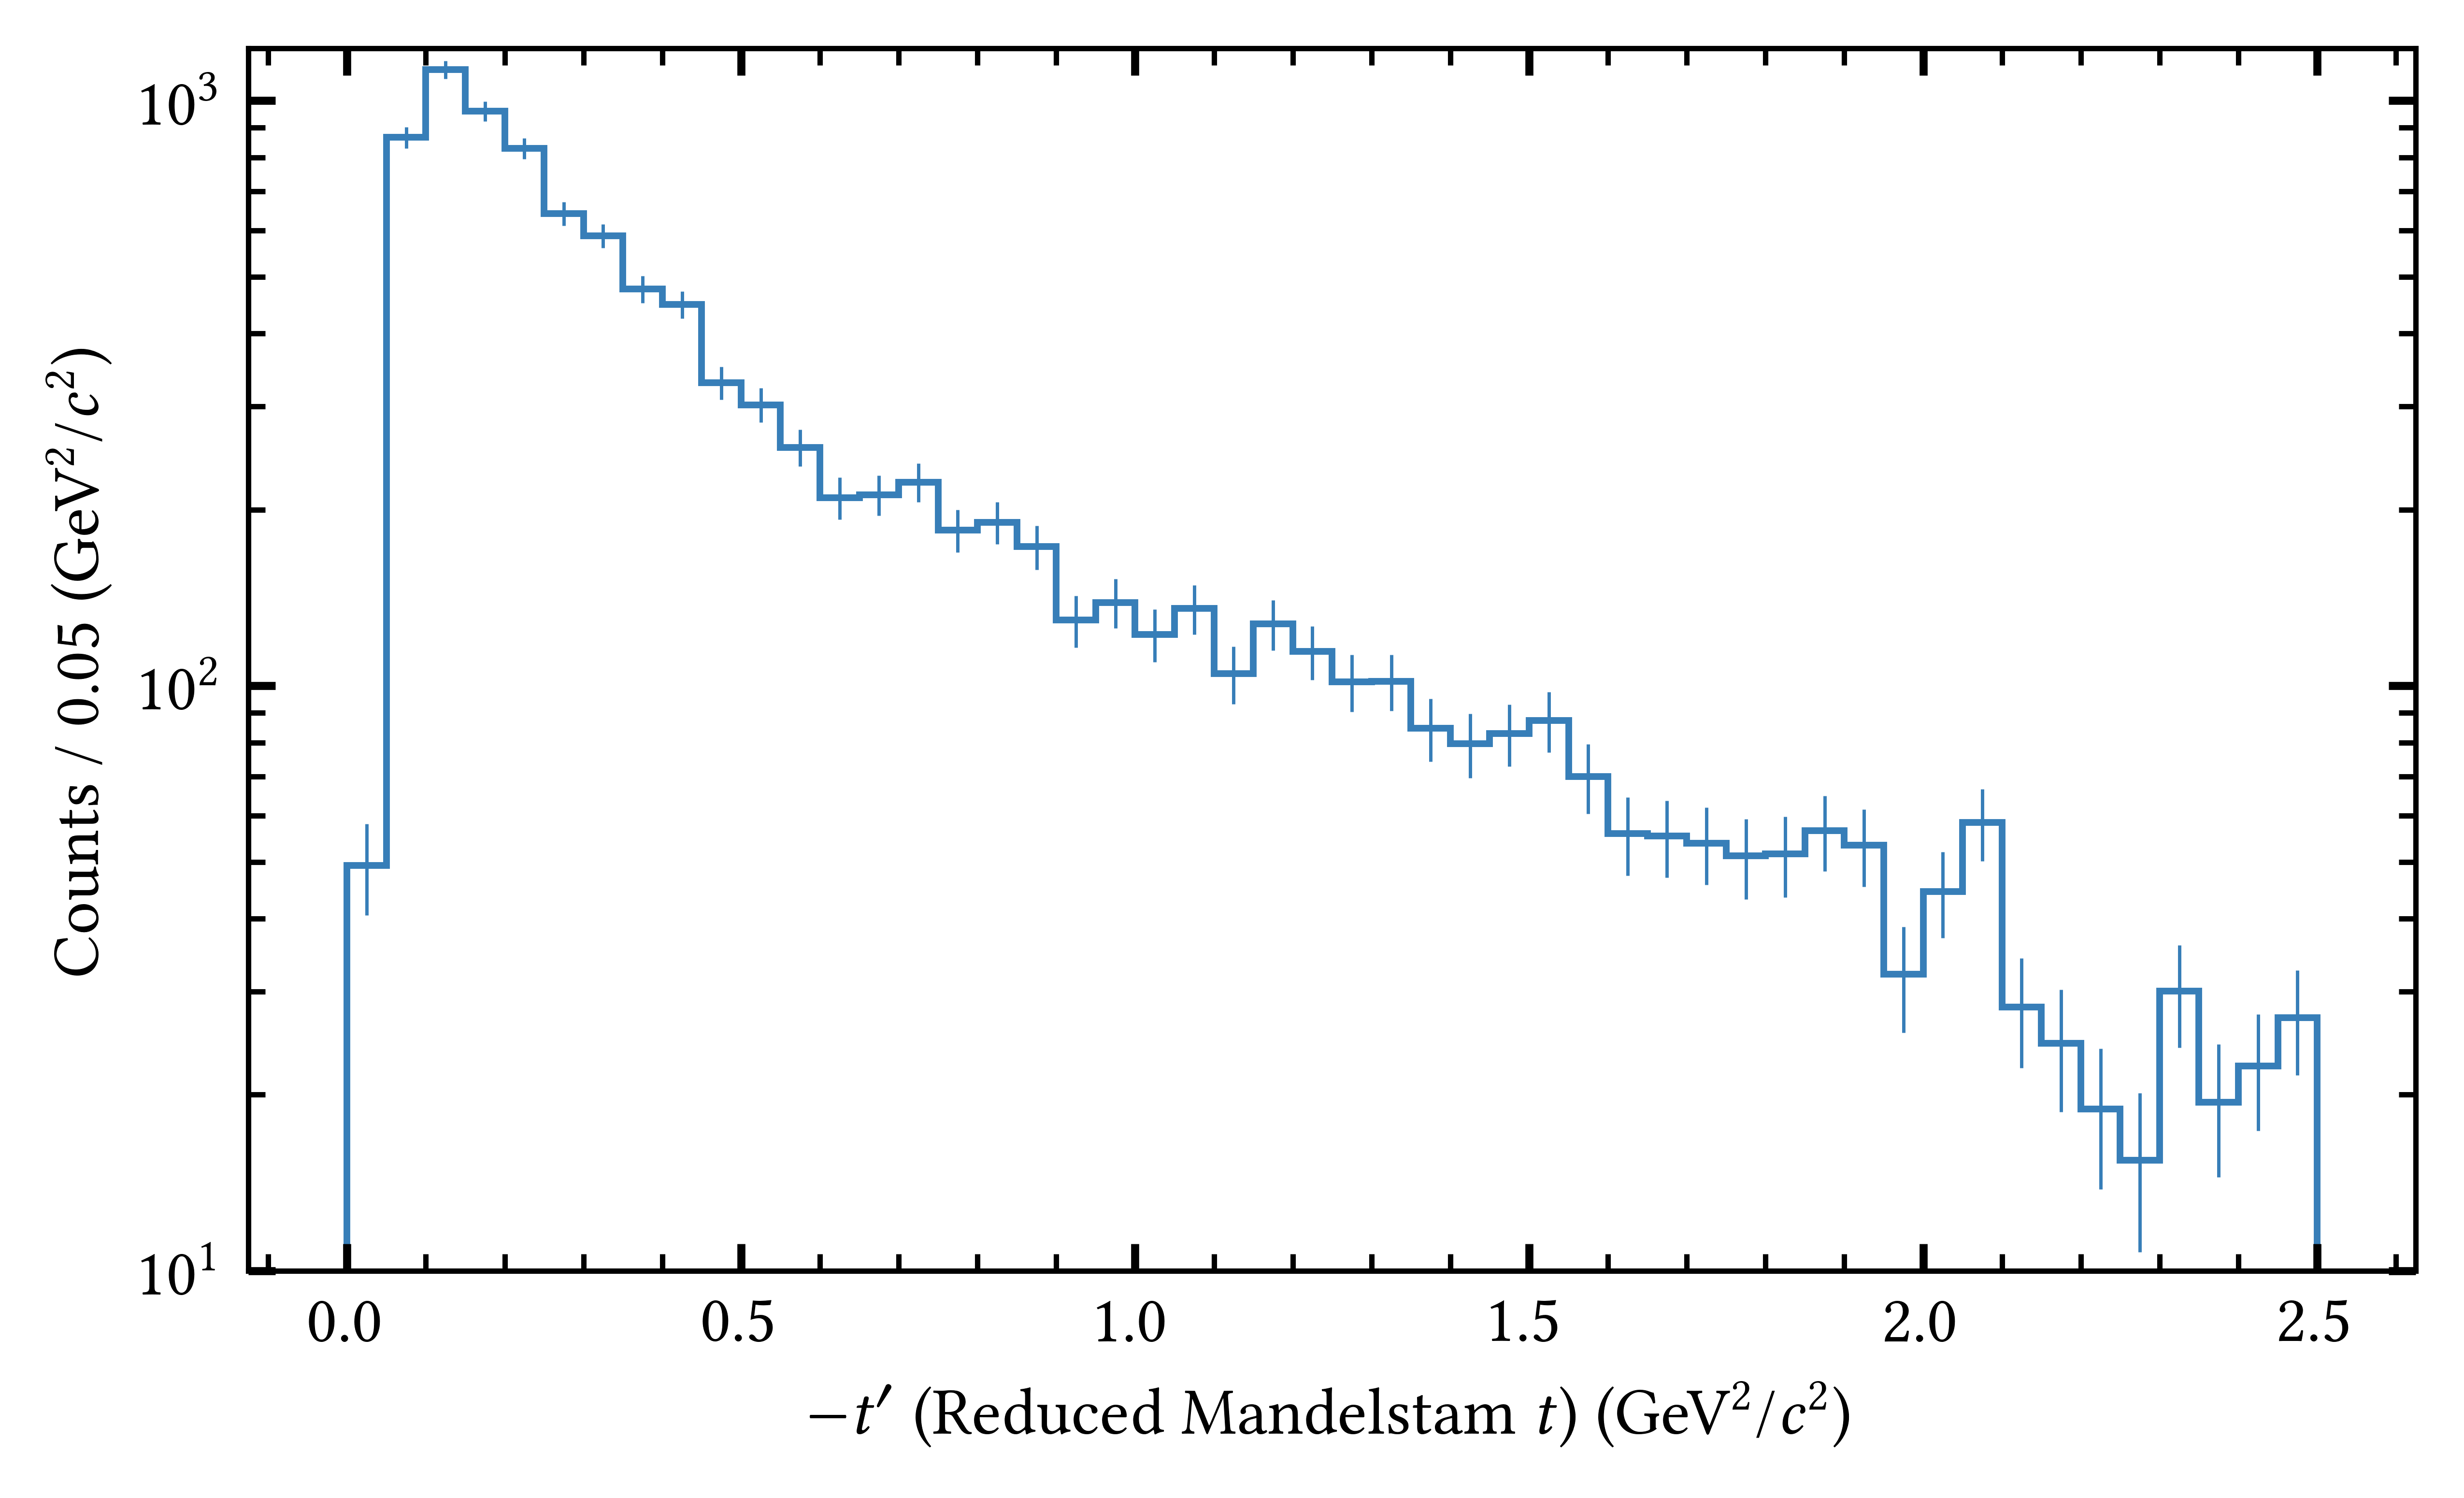 10³
10²
10¹
Counts / 0.05 (GeV²/c²)
0.0 0.5 1.0 1.5 2.0 2.5
−t′ (Reduced Mandelstam t) (GeV²/c²)